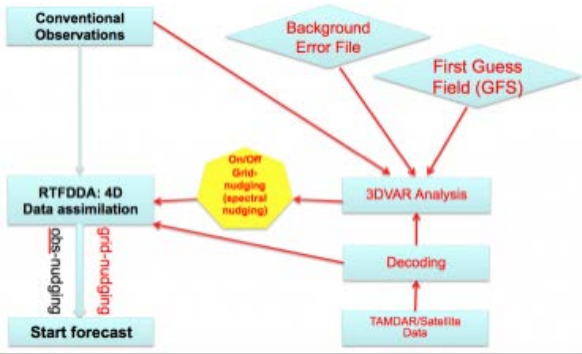 Conventional
Observations
Background
Error File
First Guess
Field (GFS)
On/Off
Grid-
nudging
(spectral
nudging)
RTFDDA: 4D
Data assimilation
3DVAR Analysis
obs-nudging
grid-nudging
Decoding
Start forecast
TAMDAR/Satellite
Data